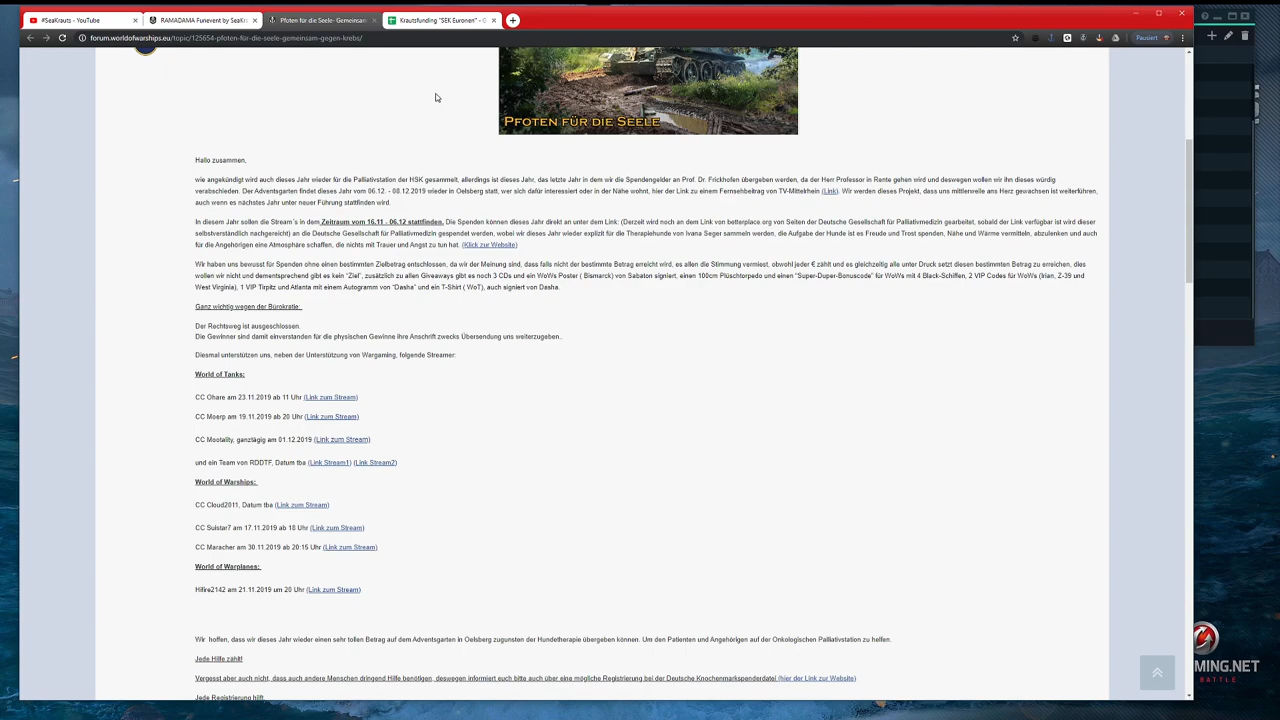 #SeaKrauts - YouTube
RAMADAMA Funevent by SeaKr
Pfoten für die Seele- Gemeinsam
Krautsfunding "SEK Euronen" - G
forum.worldofwarships.eu/topic/125654-pfoten-für-die-seele-gemeinsam-gegen-krebs/
Pausiert
PFOTEN FÜR DIE SEELE
Hallo zusammen,
wie angekündigt wird auch dieses Jahr wieder für die Palliativstation der HSK gesammelt, allerdings ist dieses Jahr, das letzte Jahr in dem wir die Spendengelder an Prof. Dr. Frickhofen übergeben werden, da der Herr Professor in Rente gehen wird und deswegen wollen wir ihn dieses würdig
verabschieden. Der Adventsgarten findet dieses Jahr vom 06.12. - 08.12.2019 wieder in Oelsberg statt, wer sich dafür interessiert oder in der Nähe wohnt, hier der Link zu einem Fernsehbeitrag von TV-Mittelrhein (Link). Wir werden dieses Projekt, dass uns mittlerweile ans Herz gewachsen ist weiterführen,
auch wenn es nächstes Jahr unter neuer Führung stattfinden wird.
In diesem Jahr sollen die Stream´s in dem Zeitraum vom 16.11 - 06.12 stattfinden. Die Spenden können dieses Jahr direkt an unter dem Link: (Derzeit wird noch an dem Link von betterplace.org von Seiten der Deutsche Gesellschaft für Palliativmedizin gearbeitet, sobald der Link verfügbar ist wird dieser
selbstverständlich nachgereicht) an die Deutsche Gesellschaft für Palliativmedizin gespendet werden, wobei wir dieses Jahr wieder explizit für die Therapiehunde von Ivana Seger sammeln werden, die Aufgabe der Hunde ist es Freude und Trost spenden, Nähe und Wärme vermitteln, abzulenken und auch
für die Angehörigen eine Atmosphäre schaffen, die nichts mit Trauer und Angst zu tun hat. (Klick zur Website)
Wir haben uns bewusst für Spenden ohne einen bestimmten Zielbetrag entschieden, da wir der Meinung sind, dass falls nicht der bestimmte Betrag erreicht wird, es allen die Stimmung vermiest, obwohl jeder € zählt und es gleichzeitig alle unter Druck setzt diesen bestimmten Betrag zu erreichen, dies
wollen wir nicht und dementsprechend gibt es kein "Ziel", zusätzlich zu allen Giveaways gibt es noch 3 CDs und ein WoWs Poster ( Bismarck) von Sabaton signiert, einen 100cm Plüschtorpedo und einen "Super-Duper-Bonuscode" für WoWs mit 4 Black-Schiffen, 2 VIP Codes für WoWs (Irian, Z-39 und
West Virginia), 1 VIP Tirpitz und Atlanta mit einem Autogramm von "Dasha" und ein T-Shirt ( WoT), auch signiert von Dasha.
Ganz wichtig wegen der Bürokratie:
Der Rechtsweg ist ausgeschlossen.
Die Gewinner sind damit einverstanden für die physischen Gewinne ihre Anschrift zwecks Übersendung uns weiterzugeben..
Diesmal unterstützen uns, neben der Unterstützung von Wargaming, folgende Streamer:
World of Tanks:
CC Ohare am 23.11.2019 ab 11 Uhr (Link zum Stream)
CC Moerp am 19.11.2019 ab 20 Uhr (Link zum Stream)
CC Mootality, ganztägig am 01.12.2019 (Link zum Stream)
und ein Team von RDDTF, Datum tba (Link Stream1) (Link Stream2)
World of Warships:
CC Cloud2011, Datum tba (Link zum Stream)
CC Suistar7 am 17.11.2019 ab 18 Uhr (Link zum Stream)
CC Maracher am 30.11.2019 ab 20:15 Uhr (Link zum Stream)
World of Warplanes:
Hilfire2142 am 21.11.2019 um 20 Uhr (Link zum Stream)
Wir hoffen, dass wir dieses Jahr wieder einen sehr tollen Betrag auf dem Adventsgarten in Oelsberg zugunsten der Hundetherapie übergeben können. Um den Patienten und Angehörigen auf der Onkologischen Palliativstation zu helfen.
Jede Hilfe zählt!
Vergesst aber auch nicht, dass auch andere Menschen dringend Hilfe benötigen, deswegen informiert euch bitte auch über eine mögliche Registrierung bei der Deutsche Knochenmarkspenderdatei (hier der Link zur Website)
Jede Registrierung hilft.
MING.NET
BATTLE